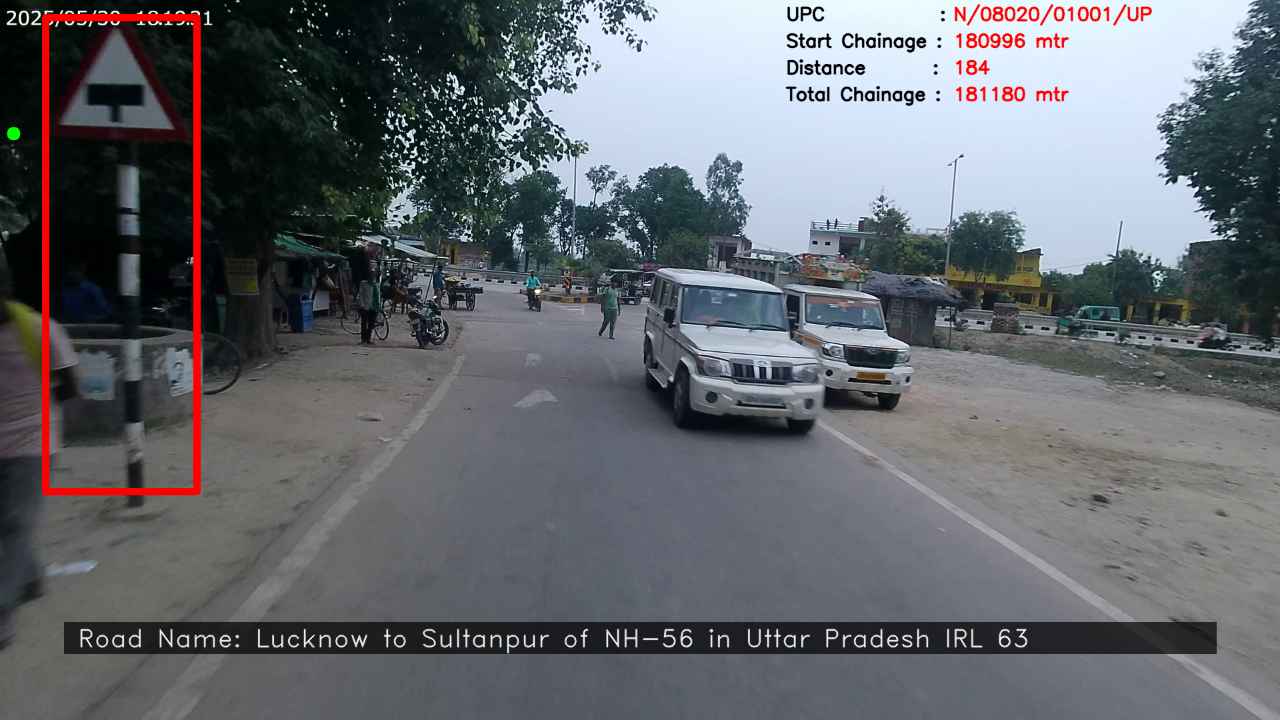 UPC : N/08020/01001/UP
Start Chainage : 180996 mtr
Distance : 184
Total Chainage : 181180 mtr
Road Name: Lucknow to Sultanpur of NH-56 in Uttar Pradesh IRL 63